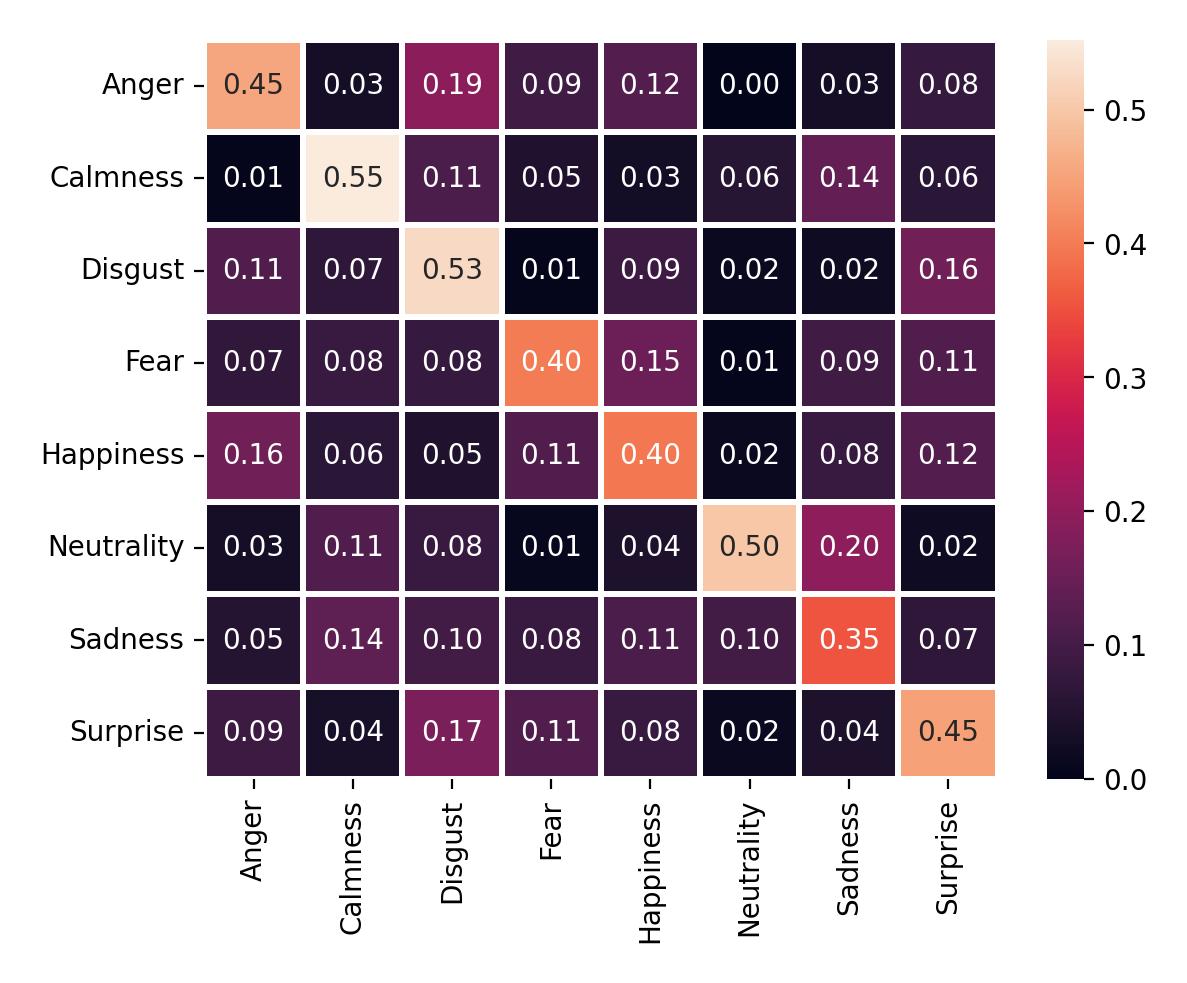 Anger 0.45 0.03 0.19 0.09 0.12 0.00 0.03 0.08
Calmness 0.01 0.55 0.11 0.05 0.03 0.06 0.14 0.06
Disgust 0.11 0.07 0.53 0.01 0.09 0.02 0.02 0.16
Fear 0.07 0.08 0.08 0.40 0.15 0.01 0.09 0.11
Happiness 0.16 0.06 0.05 0.11 0.40 0.02 0.08 0.12
Neutrality 0.03 0.11 0.08 0.01 0.04 0.50 0.20 0.02
Sadness 0.05 0.14 0.10 0.08 0.11 0.10 0.35 0.07
Surprise 0.09 0.04 0.17 0.11 0.08 0.02 0.04 0.45
Anger
Calmness
Disgust
Fear
Happiness
Neutrality
Sadness
Surprise
0.5
0.4
0.3
0.2
0.1
0.0